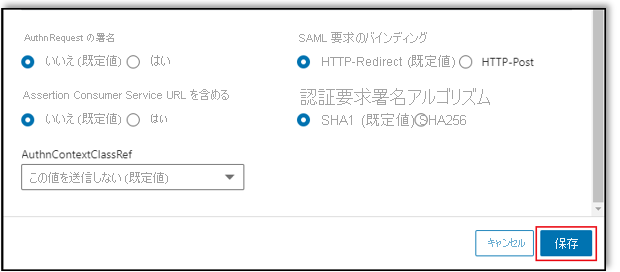 AuthnRequest の署名
SAML 要求のバインディング
いいえ (既定値) はい
HTTP-Redirect (既定値) HTTP-Post
Assertion Consumer Service URL を含める
認証要求署名アルゴリズム
いいえ (既定値) はい
SHA1 (既定値) SHA256
AuthnContextClassRef
この値を送信しない (既定値)
キャンセル 保存